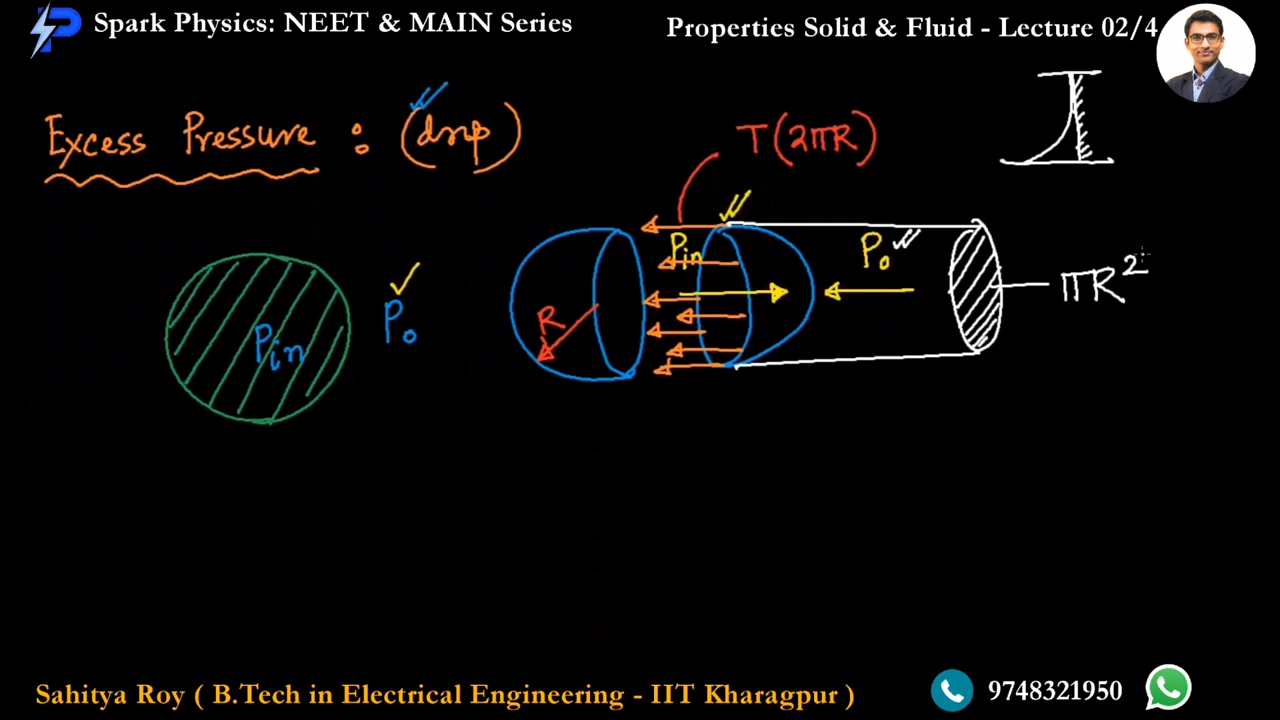 Spark Physics: NEET & MAIN Series
Properties Solid & Fluid - Lecture 02/4
Excess Pressure : (drop)
T(2πR)
Pin
P₀
Pin
P₀
R
πR²
Sahitya Roy ( B.Tech in Electrical Engineering - IIT Kharagpur )
9748321950